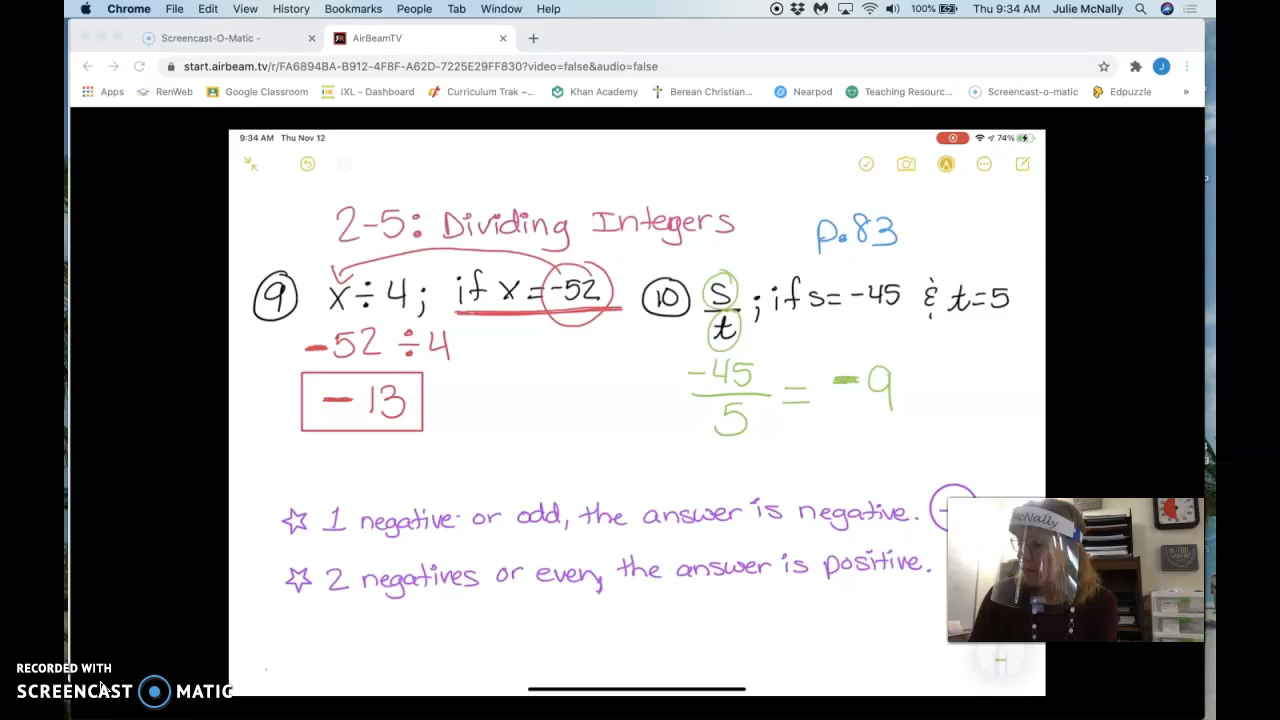 Chrome File Edit View History Bookmarks People Tab Window Help 100% Thu 9:34 AM Julie McNally
Screencast-O-Matic - AirBeamTV
start.airbeam.tv/r/FA6894BA-B912-4F8F-A62D-7225E29FF830?video=false&audio=false
Apps RenWeb Google Classroom IXL - Dashboard Curriculum Trak –... Khan Academy Berean Christian... Nearpod Teaching Resourc... Screencast-o-matic Edpuzzle »
9:34 AM Thu Nov 12 74%
2-5: Dividing Integers p.83
9 x ÷ 4; if x = -52
-52 ÷ 4
-13
10 s/t; if s = -45 & t = 5
-45/5 = -9
☆ 1 negative or odd, the answer is negative.
☆ 2 negatives or even, the answer is positive.
McNally
RECORDED WITH
SCREENCAST MATIC